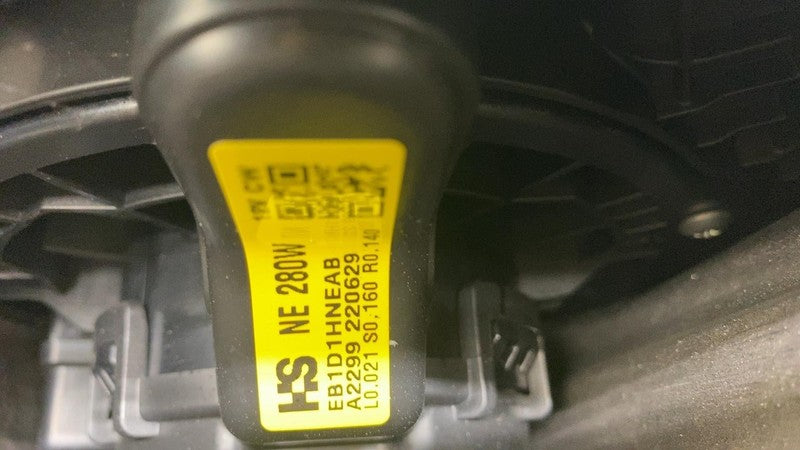 HS NE 280W
EB1D1HNEAB
A2299 220629
L0,021 S0,160 R0,140